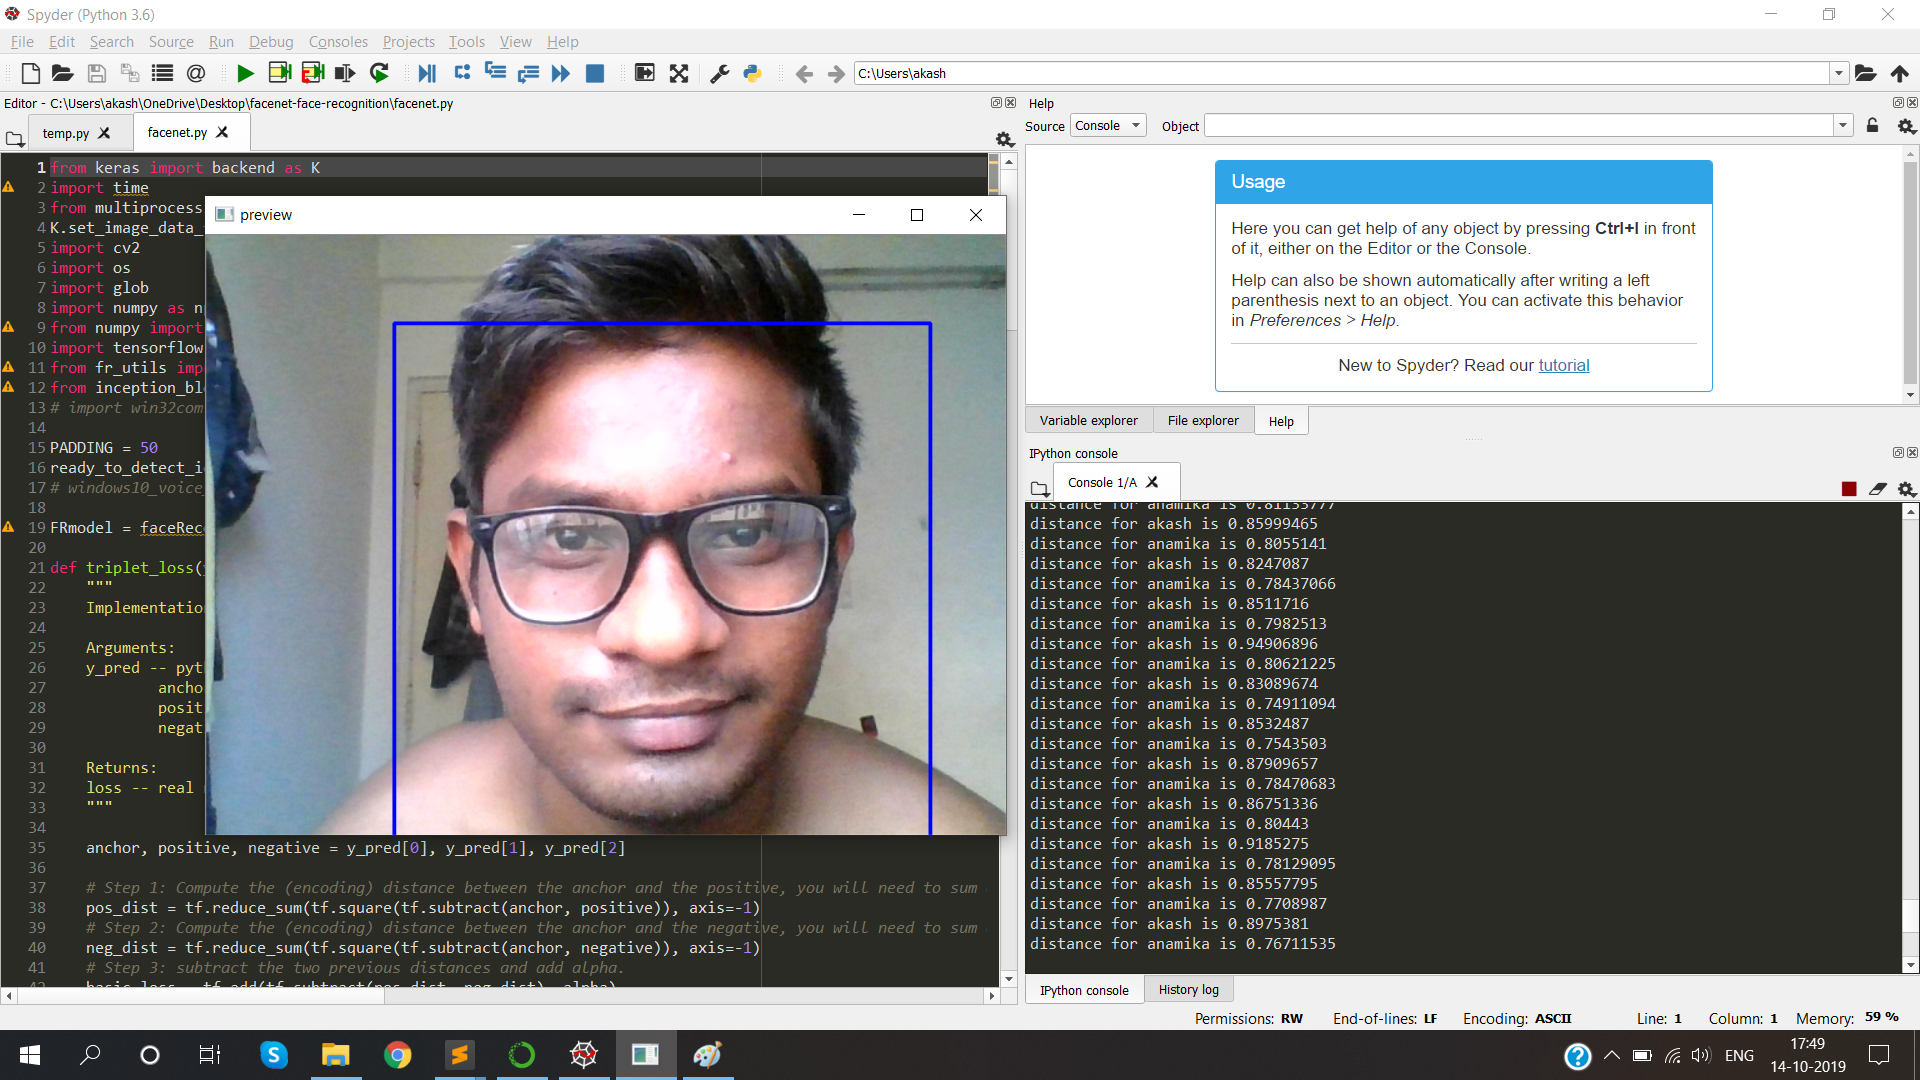 Spyder (Python 3.6)
File Edit Search Source Run Debug Consoles Projects Tools View Help
C:\Users\akash
Editor - C:\Users\akash\OneDrive\Desktop\facenet-face-recognition\facenet.py
temp.py
facenet.py
1 from keras import backend as K
2 import time
3 from multiprocess
4 K.set_image_data_
5 import cv2
6 import os
7 import glob
8 import numpy as n
9 from numpy import
10 import tensorflow
11 from fr_utils imp
12 from inception_bl
13 # import win32com
14
15 PADDING = 50
16 ready_to_detect_i
17 # windows10_voice_
18
19 FRmodel = faceRec
20
21 def triplet_loss(
22 """
23 Implementatio
24
25 Arguments:
26 y_pred -- pyt
27 ancho
28 posit
29 negat
30
31 Returns:
32 loss -- real
33 """
34
35 anchor, positive, negative = y_pred[0], y_pred[1], y_pred[2]
36
37 # Step 1: Compute the (encoding) distance between the anchor and the positive, you will need to sum
38 pos_dist = tf.reduce_sum(tf.square(tf.subtract(anchor, positive)), axis=-1)
39 # Step 2: Compute the (encoding) distance between the anchor and the negative, you will need to sum
40 neg_dist = tf.reduce_sum(tf.square(tf.subtract(anchor, negative)), axis=-1)
41 # Step 3: subtract the two previous distances and add alpha.
preview
Help
Source Console Object
Usage
Here you can get help of any object by pressing Ctrl+I in front
of it, either on the Editor or the Console.
Help can also be shown automatically after writing a left
parenthesis next to an object. You can activate this behavior
in Preferences > Help.
New to Spyder? Read our tutorial
Variable explorer File explorer Help
IPython console
Console 1/A
distance for anamika is 0.81133777
distance for akash is 0.85999465
distance for anamika is 0.8055141
distance for akash is 0.8247087
distance for anamika is 0.78437066
distance for akash is 0.8511716
distance for anamika is 0.7982513
distance for akash is 0.94906896
distance for anamika is 0.80621225
distance for akash is 0.83089674
distance for anamika is 0.74911094
distance for akash is 0.8532487
distance for anamika is 0.7543503
distance for akash is 0.87909657
distance for anamika is 0.78470683
distance for akash is 0.86751336
distance for anamika is 0.80443
distance for akash is 0.9185275
distance for anamika is 0.78129095
distance for akash is 0.85557795
distance for anamika is 0.7708987
distance for akash is 0.8975381
distance for anamika is 0.76711535
IPython console History log
Permissions: RW End-of-lines: LF Encoding: ASCII Line: 1 Column: 1 Memory: 59 %
ENG
17:49
14-10-2019